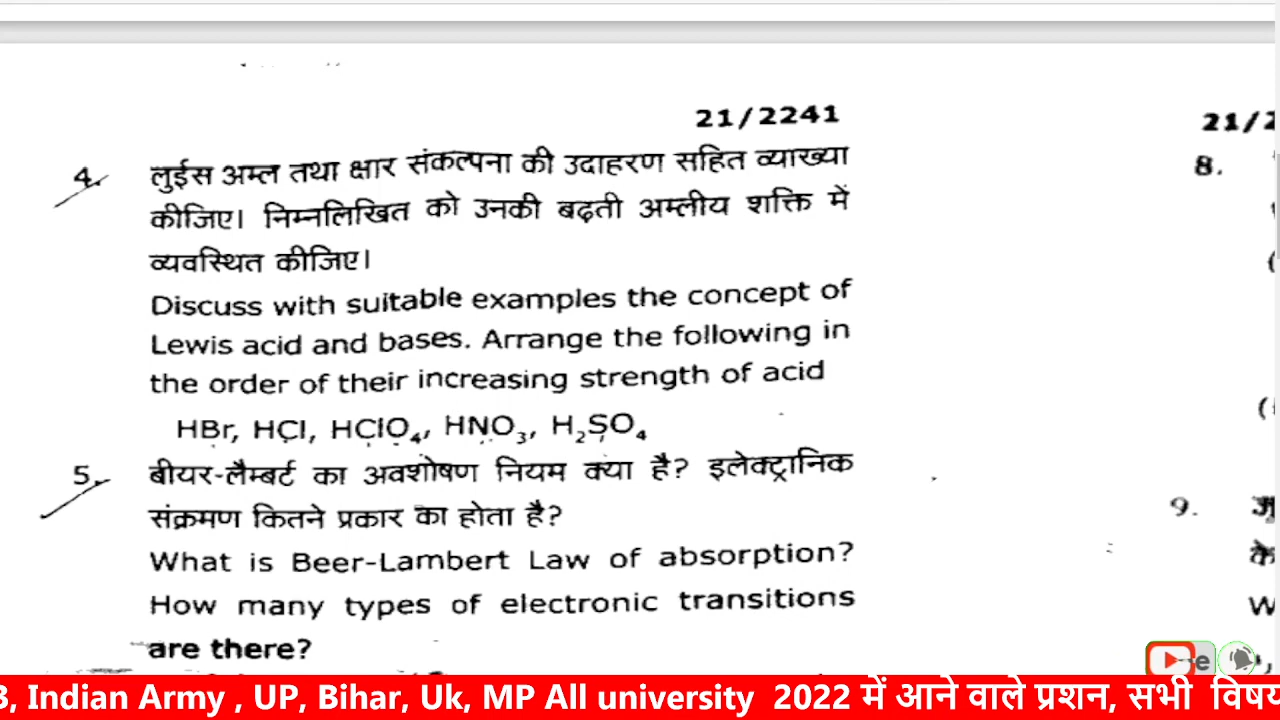 21/2241
4. लुईस अम्ल तथा क्षार संकल्पना की उदाहरण सहित व्याख्या
कीजिए। निम्नलिखित को उनकी बढ़ती अम्लीय शक्ति में
व्यवस्थित कीजिए।
Discuss with suitable examples the concept of
Lewis acid and bases. Arrange the following in
the order of their increasing strength of acid
HBr, HCl, HClO₄, HNO₃, H₂SO₄
5. बीयर-लैम्बर्ट का अवशोषण नियम क्या है? इलेक्ट्रानिक
संक्रमण कितने प्रकार का होता है?
What is Beer-Lambert Law of absorption?
How many types of electronic transitions
are there?
21/2
8.
9.
W
, Indian Army , UP, Bihar, Uk, MP All university 2022 में आने वाले प्रशन, सभी विषय